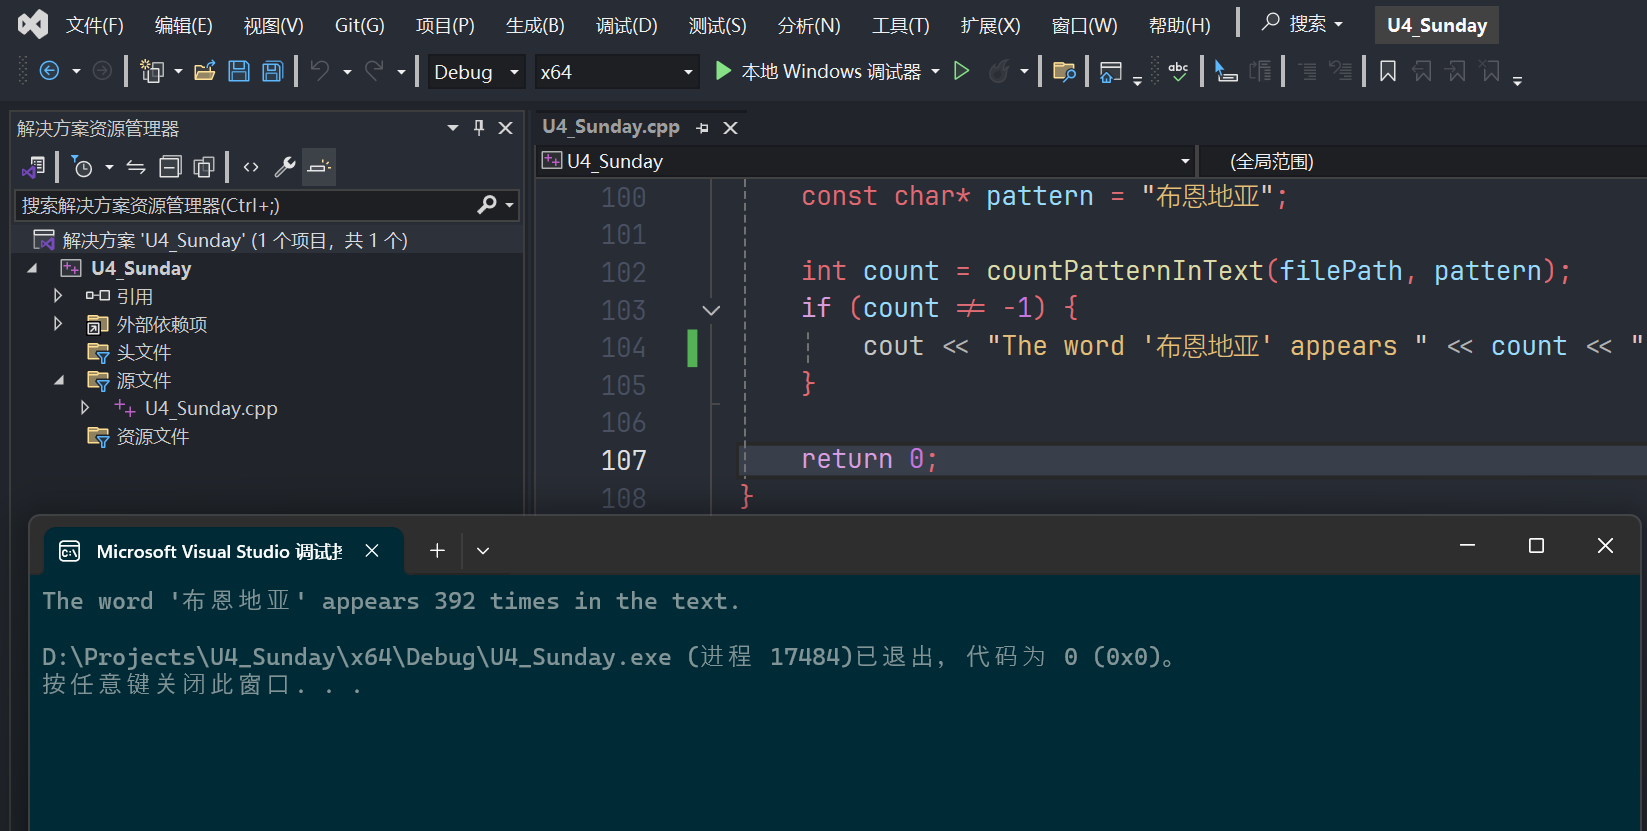 文件(F) 编辑(E) 视图(V) Git(G) 项目(P) 生成(B) 调试(D) 测试(S) 分析(N) 工具(T) 扩展(X) 窗口(W) 帮助(H) 搜索 U4_Sunday
Debug x64 本地 Windows 调试器 abc
解决方案资源管理器
搜索解决方案资源管理器(Ctrl+;)
解决方案 'U4_Sunday' (1 个项目，共 1 个)
U4_Sunday
引用
外部依赖项
头文件
源文件
U4_Sunday.cpp
资源文件
U4_Sunday.cpp
U4_Sunday (全局范围)
100 const char* pattern = "布恩地亚";
101
102 int count = countPatternInText(filePath, pattern);
103 if (count != -1) {
104 cout << "The word '布恩地亚' appears " << count << "
105 }
106
107 return 0;
108 }
Microsoft Visual Studio 调试
The word '布恩地亚' appears 392 times in the text.
D:\Projects\U4_Sunday\x64\Debug\U4_Sunday.exe (进程 17484)已退出，代码为 0 (0x0)。
按任意键关闭此窗口. . .